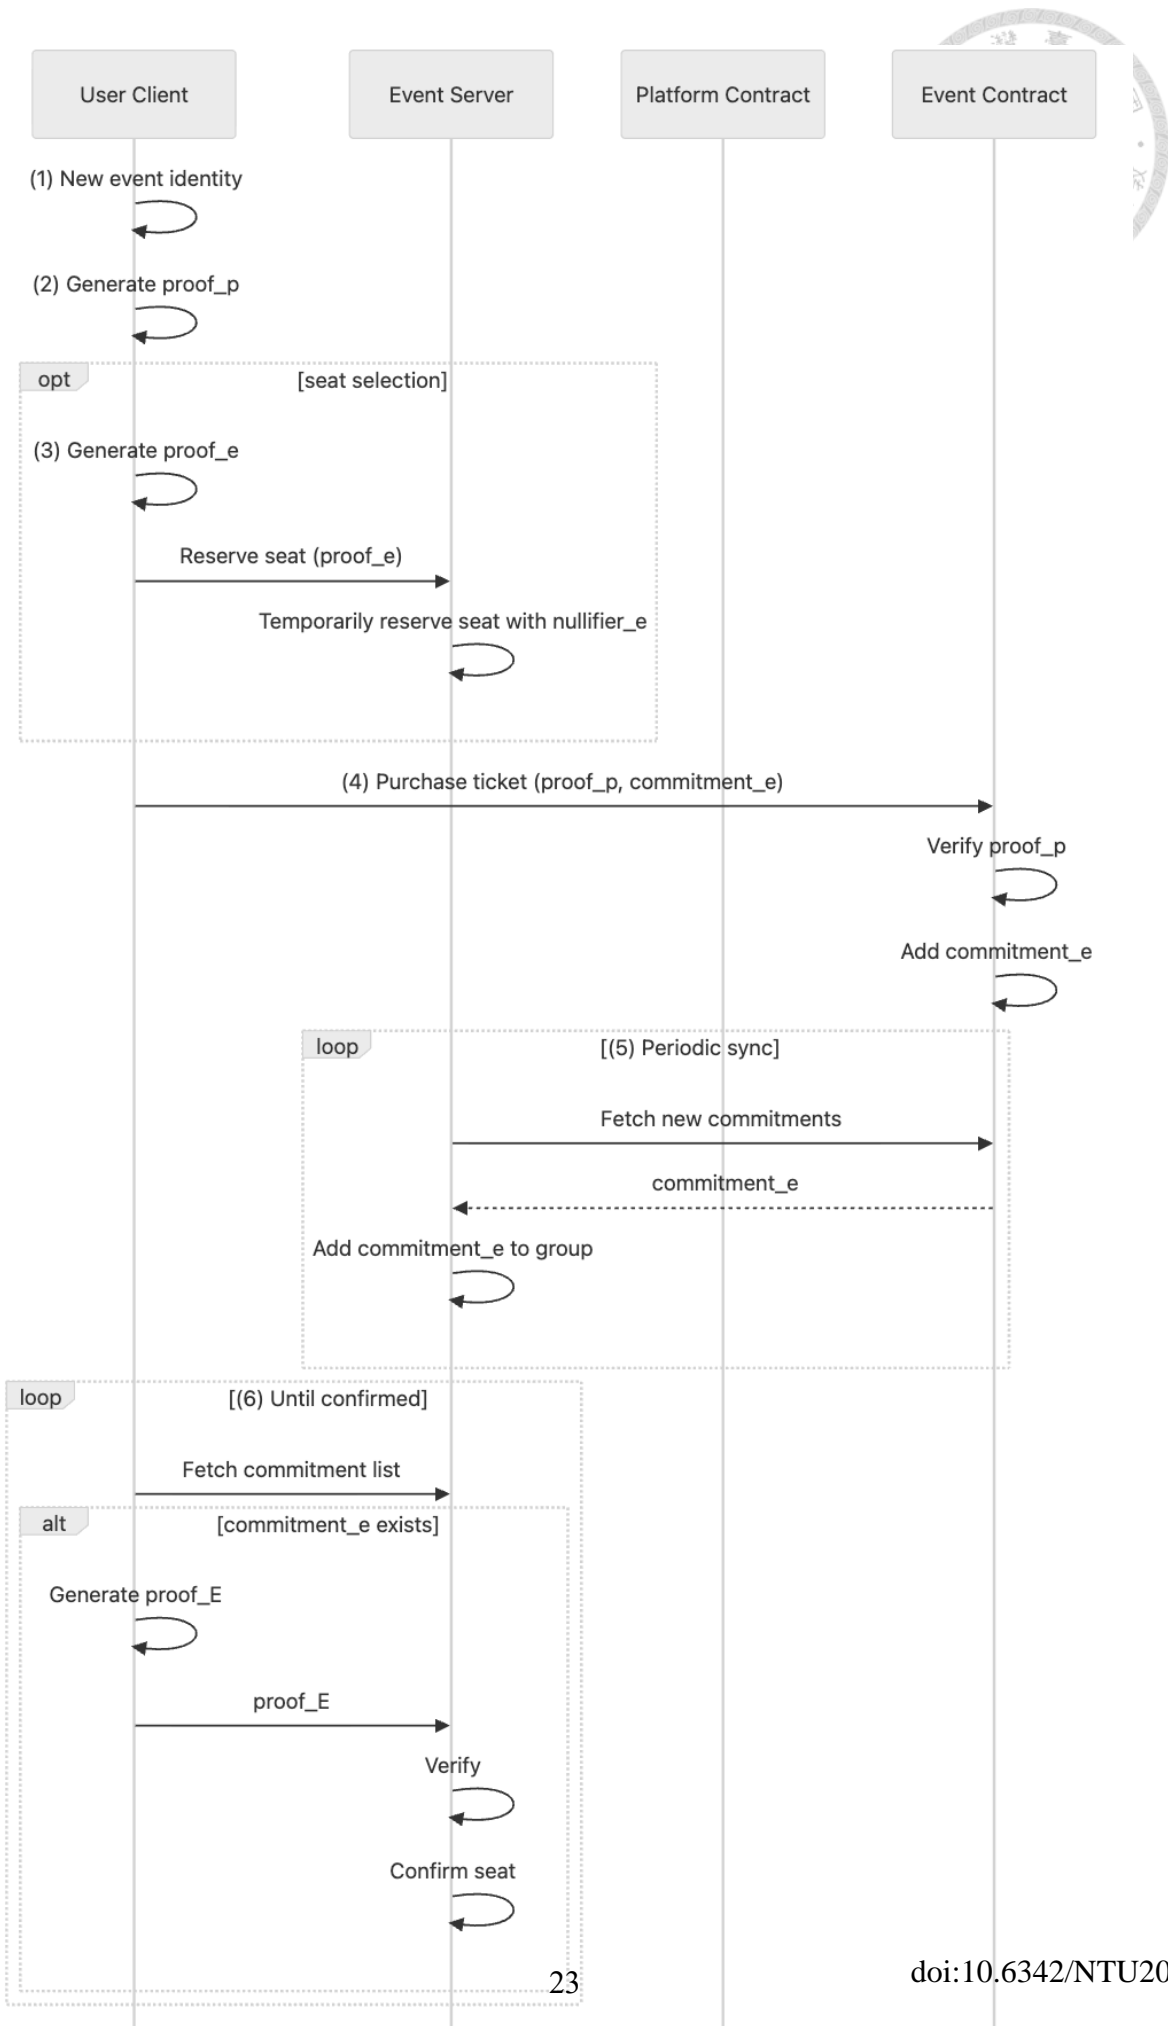 User Client
Event Server
Platform Contract
Event Contract
(1) New event identity
(2) Generate proof_p
opt
[seat selection]
(3) Generate proof_e
Reserve seat (proof_e)
Temporarily reserve seat with nullifier_e
(4) Purchase ticket (proof_p, commitment_e)
Verify proof_p
Add commitment_e
loop
[(5) Periodic sync]
Fetch new commitments
commitment_e
Add commitment_e to group
loop
[(6) Until confirmed]
Fetch commitment list
alt
[commitment_e exists]
Generate proof_E
proof_E
Verify
Confirm seat
23
doi:10.6342/NTU20